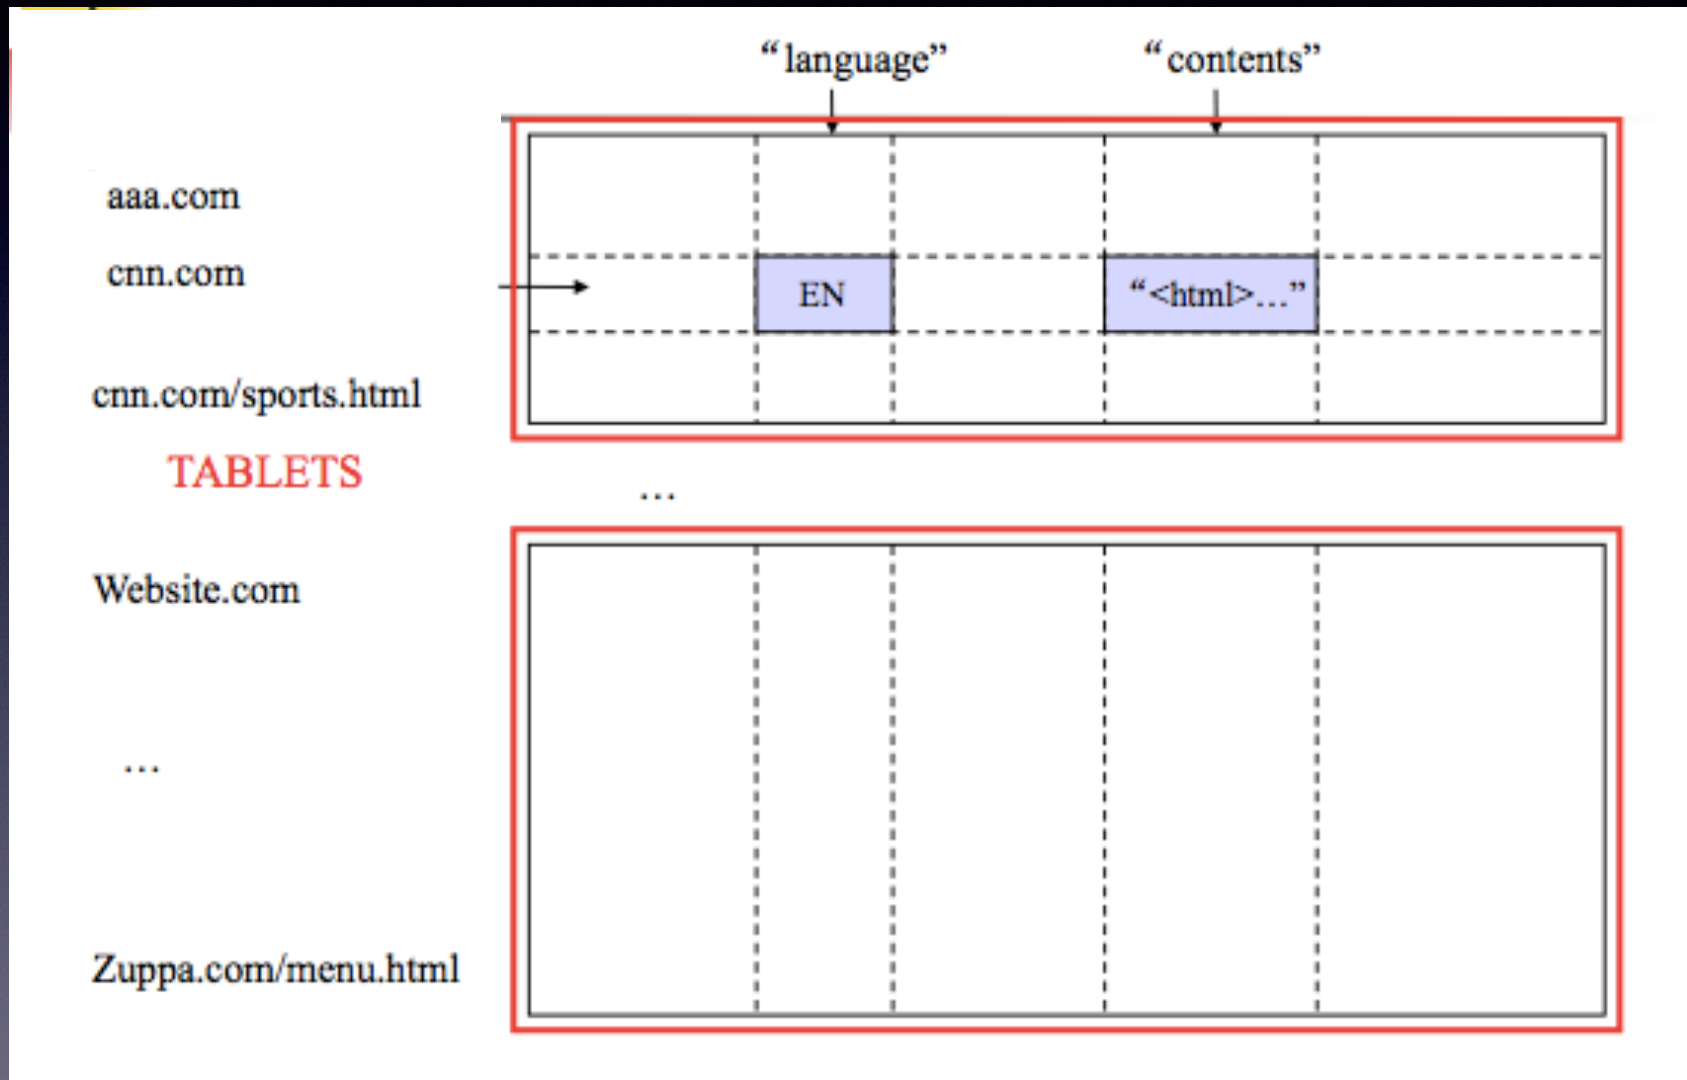 “language” “contents”
aaa.com
cnn.com
EN “<html>…”
cnn.com/sports.html
TABLETS
…
Website.com
…
Zuppa.com/menu.html